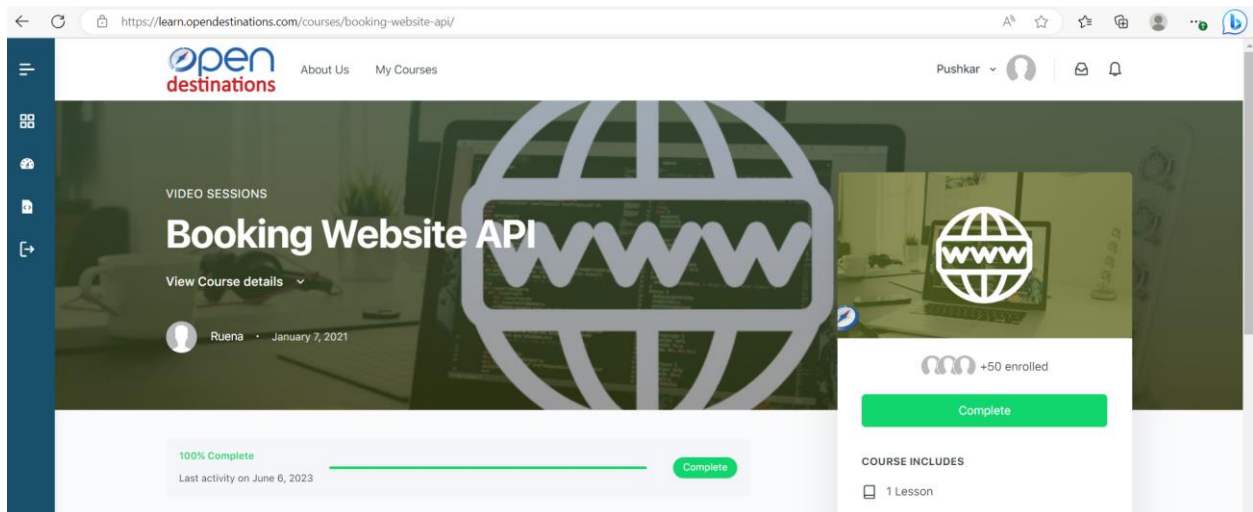 https://learn.opendestinations.com/courses/booking-website-api/
open
destinations
About Us
My Courses
Pushkar
VIDEO SESSIONS
Booking Website API
View Course details
Ruena · January 7, 2021
www
www
+50 enrolled
Complete
100% Complete
Last activity on June 6, 2023
Complete
COURSE INCLUDES
1 Lesson